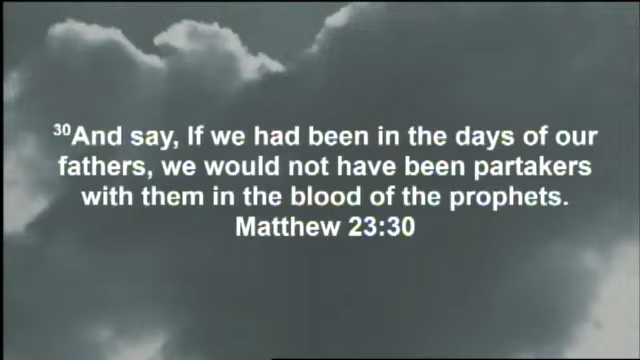 30And say, If we had been in the days of our
fathers, we would not have been partakers
with them in the blood of the prophets.
Matthew 23:30